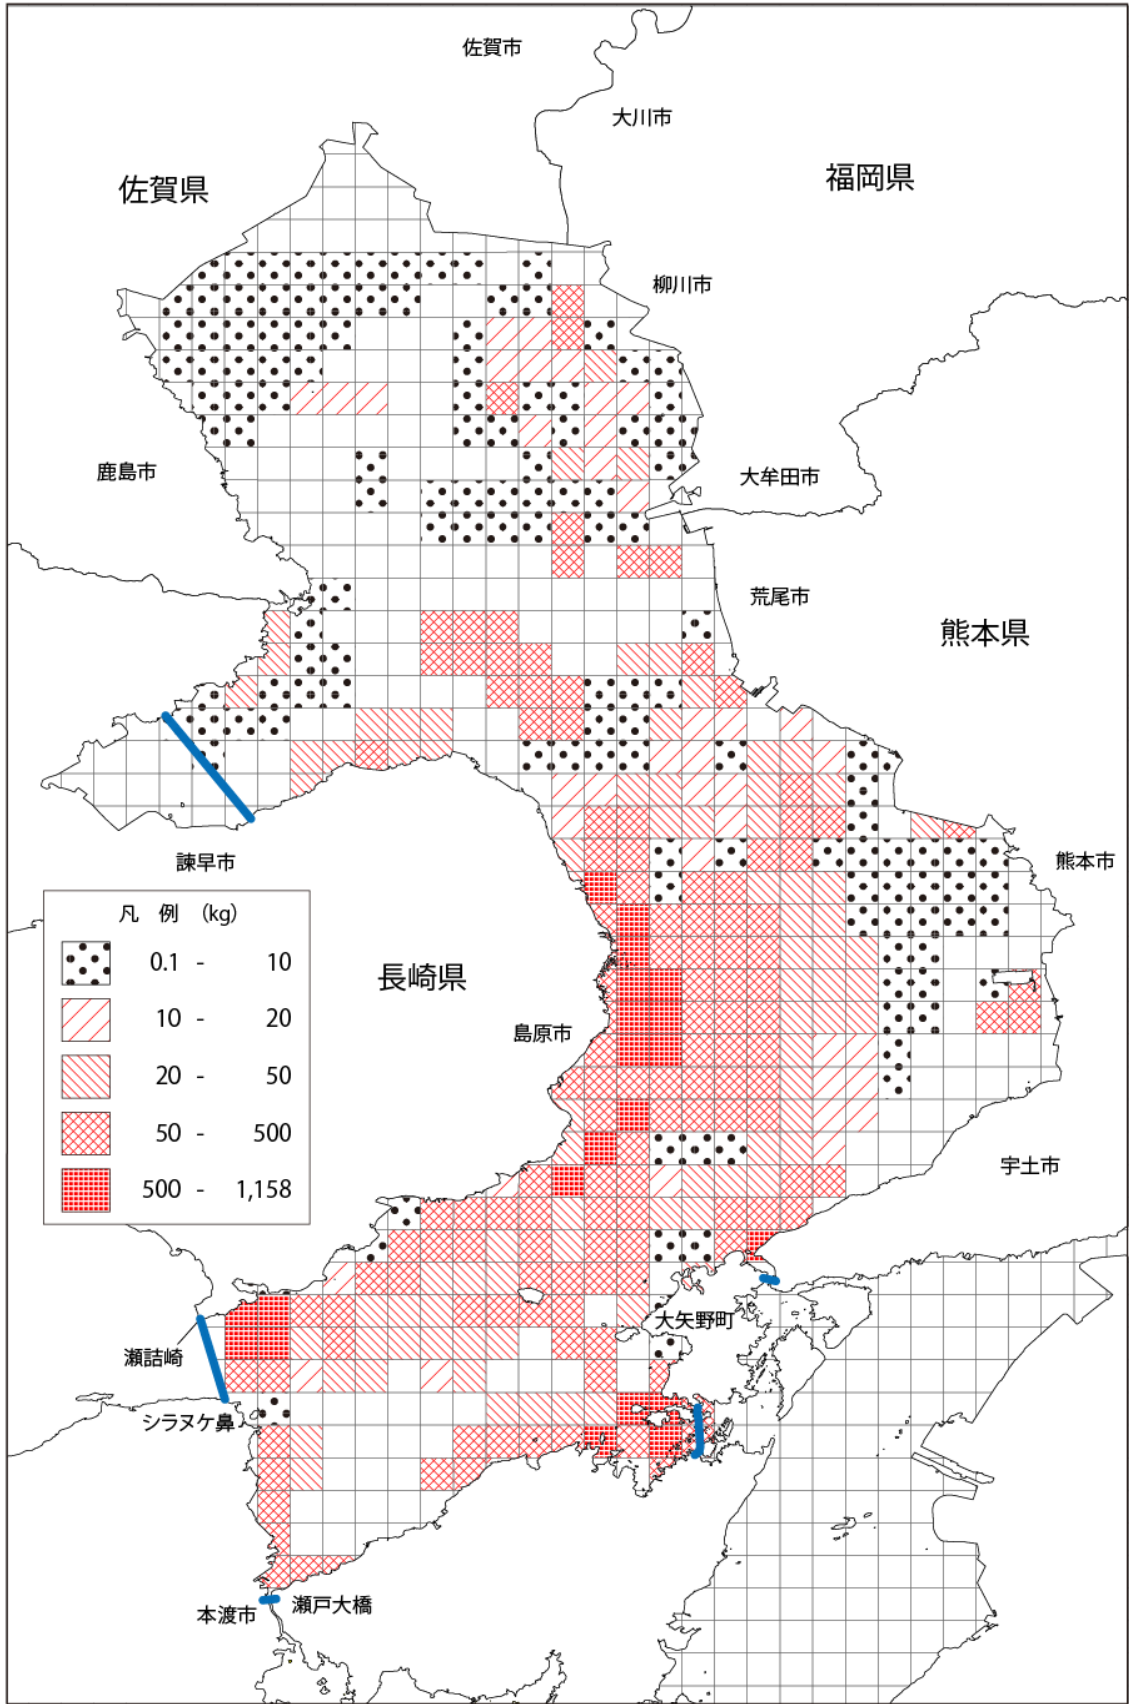 佐賀市
大川市
佐賀県
福岡県
柳川市
鹿島市
大牟田市
荒尾市
熊本県
諫早市
熊本市
凡 例 (kg)
0.1 - 10
10 - 20
20 - 50
50 - 500
500 - 1,158
長崎県
島原市
宇土市
大矢野町
瀬詰崎
シラヌケ鼻
本渡市
瀬戸大橋